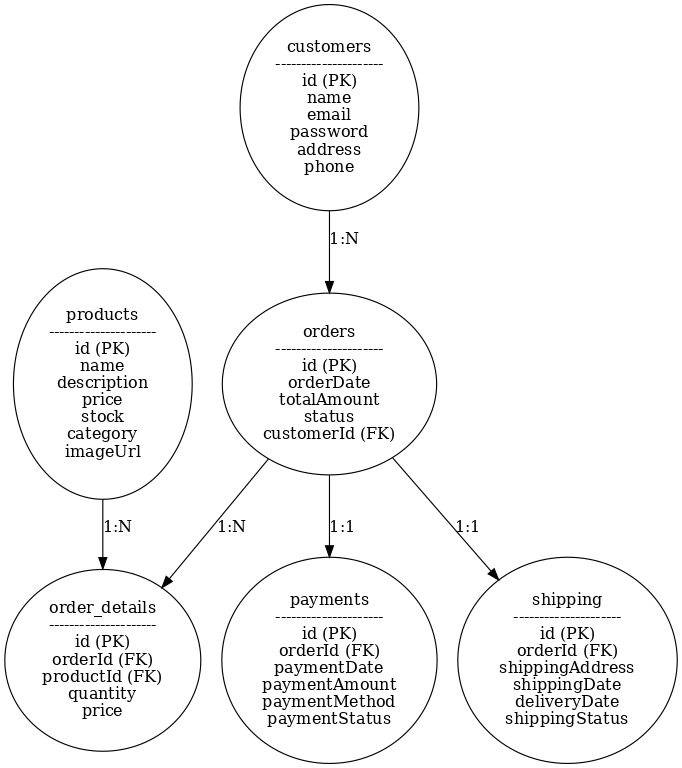 customers
---------------------
id (PK)
name
email
password
address
phone
1:N
products
---------------------
id (PK)
name
description
price
stock
category
imageUrl
orders
---------------------
id (PK)
orderDate
totalAmount
status
customerId (FK)
1:N
1:N
1:1
1:1
order_details
---------------------
id (PK)
orderId (FK)
productId (FK)
quantity
price
payments
---------------------
id (PK)
orderId (FK)
paymentDate
paymentAmount
paymentMethod
paymentStatus
shipping
---------------------
id (PK)
orderId (FK)
shippingAddress
shippingDate
deliveryDate
shippingStatus